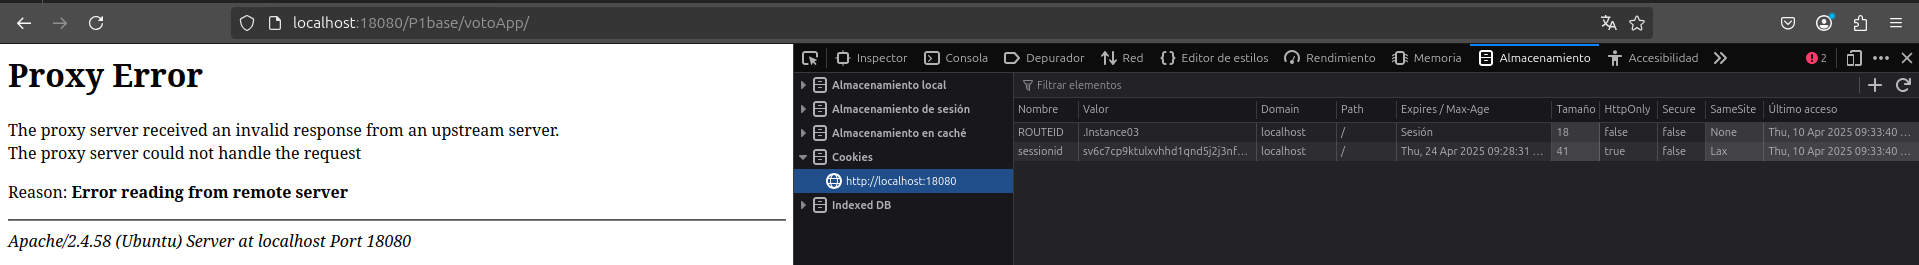 localhost:18080/P1base/votoApp/
Proxy Error
The proxy server received an invalid response from an upstream server.
The proxy server could not handle the request
Reason: Error reading from remote server
Apache/2.4.58 (Ubuntu) Server at localhost Port 18080
Inspector Consola Depurador Red Editor de estilos Rendimiento Memoria Almacenamiento Accesibilidad 2
Almacenamiento local
Almacenamiento de sesión
Almacenamiento en caché
Cookies
http://localhost:18080
Indexed DB
Filtrar elementos
Nombre Valor Domain Path Expires / Max-Age Tamaño HttpOnly Secure SameSite Último acceso
ROUTEID .Instance03 localhost / Sesión 18 false false None Thu, 10 Apr 2025 09:33:40 ...
sessionid sv6c7cp9ktulxvhhd1qnd5j2j3nf... localhost / Thu, 24 Apr 2025 09:28:31 ... 41 true false Lax Thu, 10 Apr 2025 09:33:40 ...